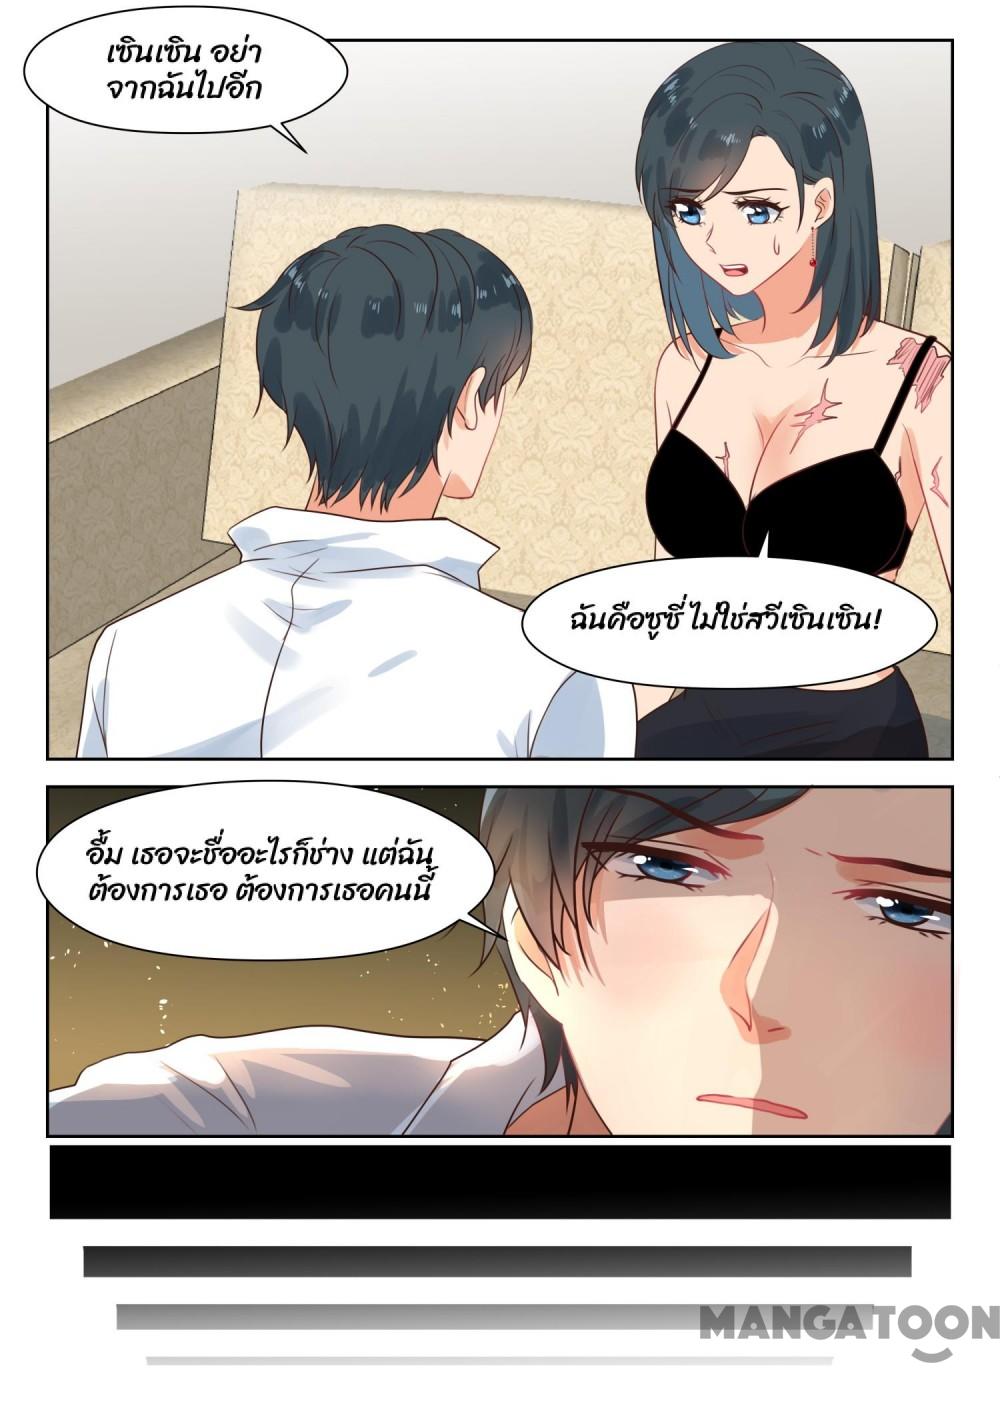 เซินเซิน อย่า
จากฉันไปอีก
ฉันคือซูซี่ ไม่ใช่สวีเซินเซิน!
อื้ม เธอจะชื่ออะไรก็ช่าง แต่ฉัน
ต้องการเธอ ต้องการเธอคนนี้
MANGATOON